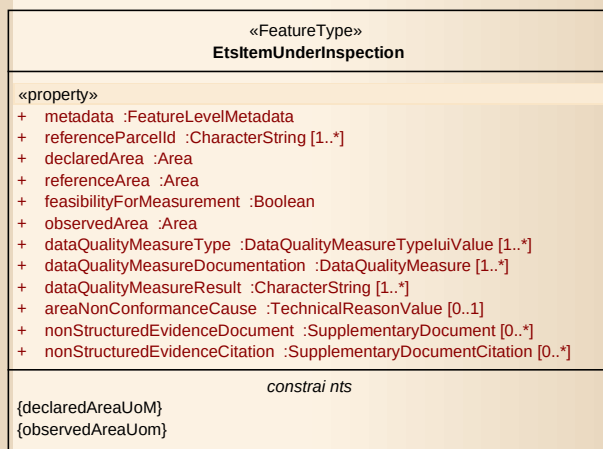 «FeatureType»
EtsItemUnderInspection
«property»
+ metadata :FeatureLevelMetadata
+ referenceParcelId :CharacterString [1..*]
+ declaredArea :Area
+ referenceArea :Area
+ feasibilityForMeasurement :Boolean
+ observedArea :Area
+ dataQualityMeasureType :DataQualityMeasureTypeIuiValue [1..*]
+ dataQualityMeasureDocumentation :DataQualityMeasure [1..*]
+ dataQualityMeasureResult :CharacterString [1..*]
+ areaNonConformanceCause :TechnicalReasonValue [0..1]
+ nonStructuredEvidenceDocument :SupplementaryDocument [0..*]
+ nonStructuredEvidenceCitation :SupplementaryDocumentCitation [0..*]
constrai nts
{declaredAreaUoM}
{observedAreaUom}